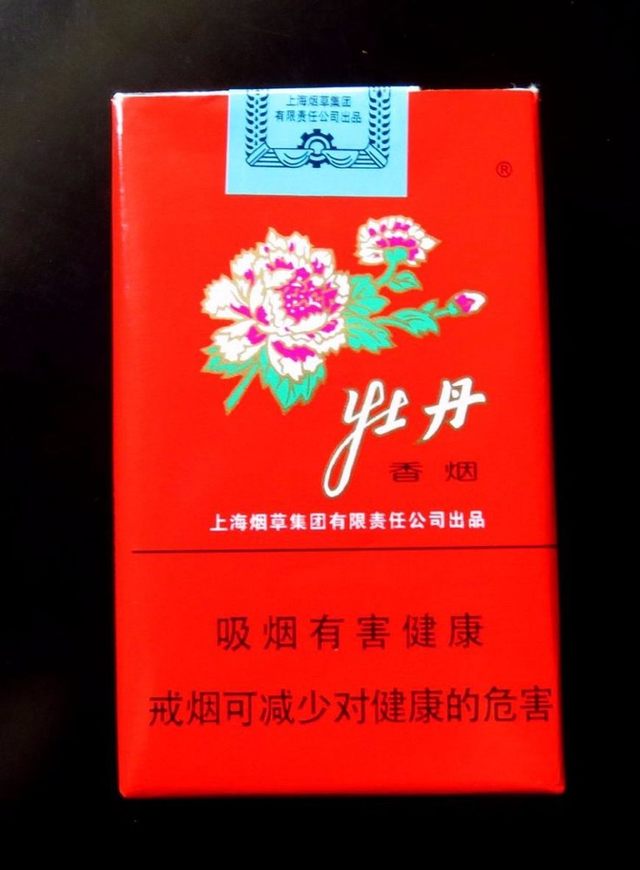 上海烟草集团
有限责任公司出品
®
牡丹
香烟
上海烟草集团有限责任公司出品
吸烟有害健康
戒烟可减少对健康的危害